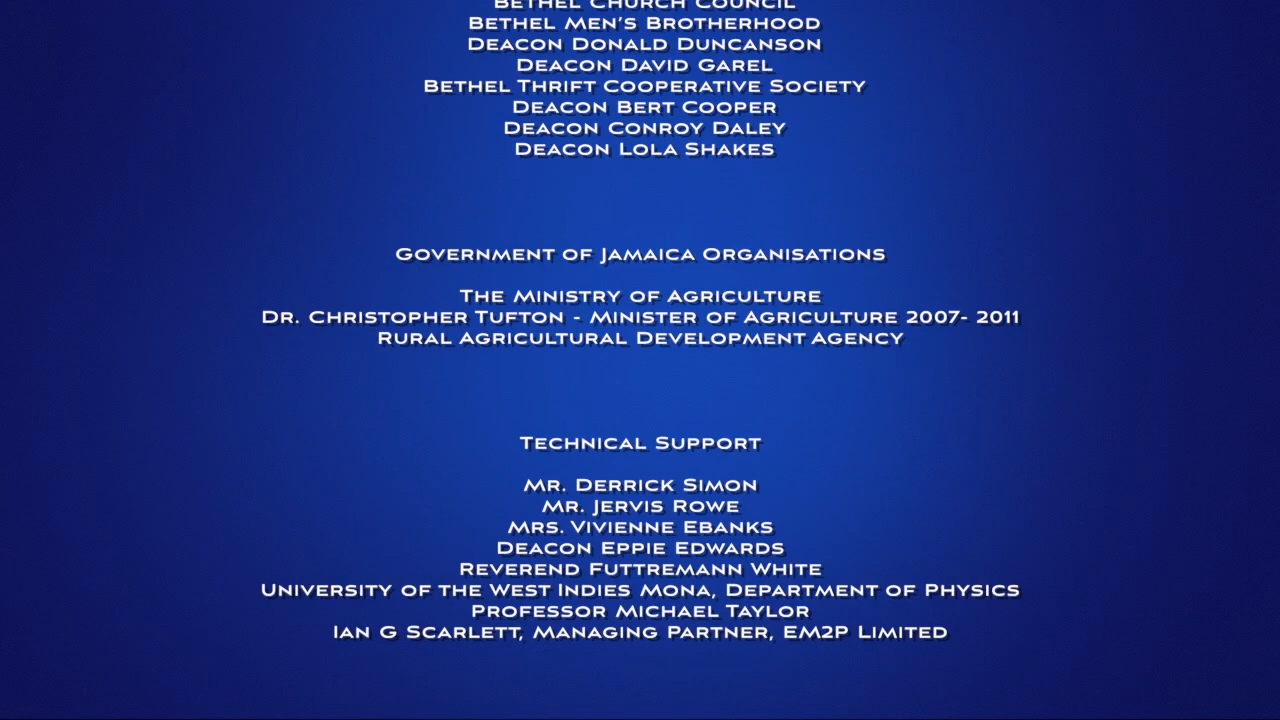 Bethel Church Council
Bethel Men's Brotherhood
Deacon Donald Duncanson
Deacon David Garel
Bethel Thrift Cooperative Society
Deacon Bert Cooper
Deacon Conroy Daley
Deacon Lola Shakes
Government of Jamaica Organisations
The Ministry of Agriculture
Dr. Christopher Tufton - Minister of Agriculture 2007- 2011
Rural Agricultural Development Agency
Technical Support
Mr. Derrick Simon
Mr. Jervis Rowe
Mrs. Vivienne Ebanks
Deacon Eppie Edwards
Reverend Futtremann White
University of the West Indies Mona, Department of Physics
Professor Michael Taylor
Ian G Scarlett, Managing Partner, EM2P Limited